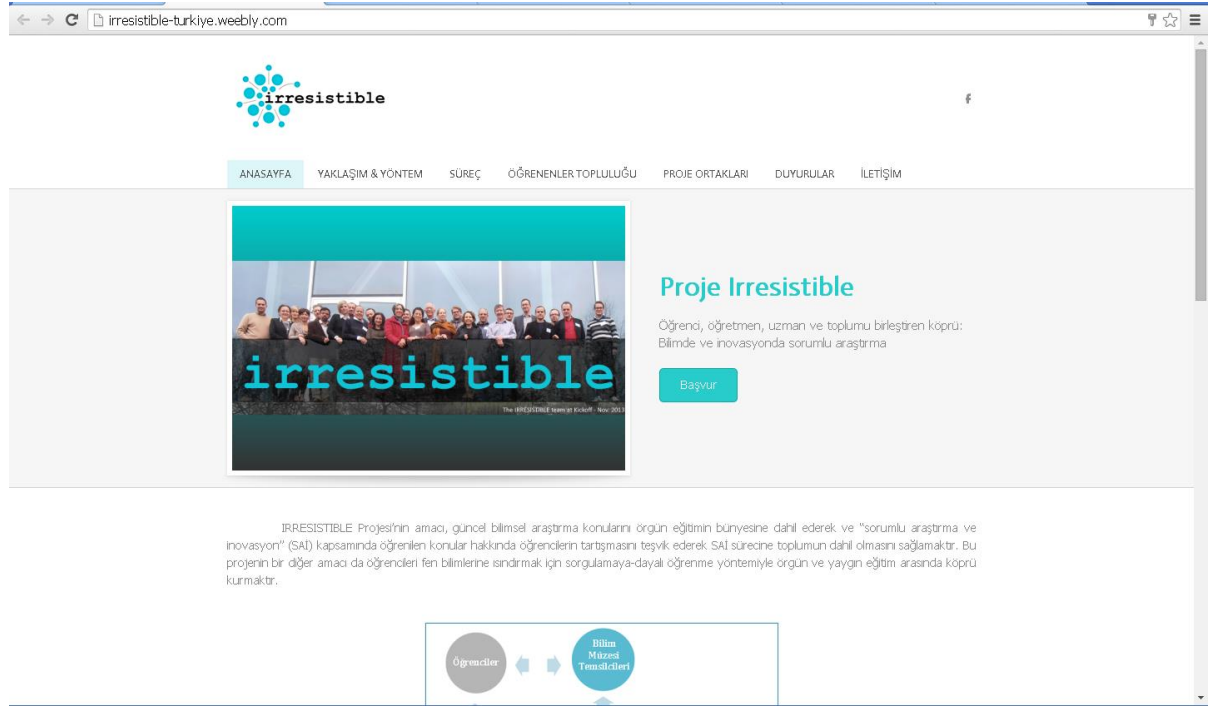 irresistible-turkiye.weebly.com
irresistible
f
ANASAYFA YAKLAŞIM & YÖNTEM SÜREÇ ÖĞRENENLER TOPLULUĞU PROJE ORTAKLARI DUYURULAR İLETİŞİM
irresistible
The IRRESISTIBLE team at Kickoff - Nov. 2013
Proje Irresistible
Öğrenci, öğretmen, uzman ve toplumu birleştiren köprü:
Bilimde ve inovasyonda sorumlu araştırma
Başvur
IRRESISTIBLE Projesi'nin amacı, güncel bilimsel araştırma konularını örgün eğitimin bünyesine dahil ederek ve "sorumlu araştırma ve
inovasyon" (SAİ) kapsamında öğrenilen konular hakkında öğrencilerin tartışmasını teşvik ederek SAİ sürecine toplumun dahil olmasını sağlamaktır. Bu
projenin bir diğer amacı da öğrencileri fen bilimlerine ısındırmak için sorgulamaya-dayalı öğrenme yöntemiyle örgün ve yaygın eğitim arasında köprü
kurmaktır.
Öğrenciler
Bilim
Müzesi
Temsilcileri